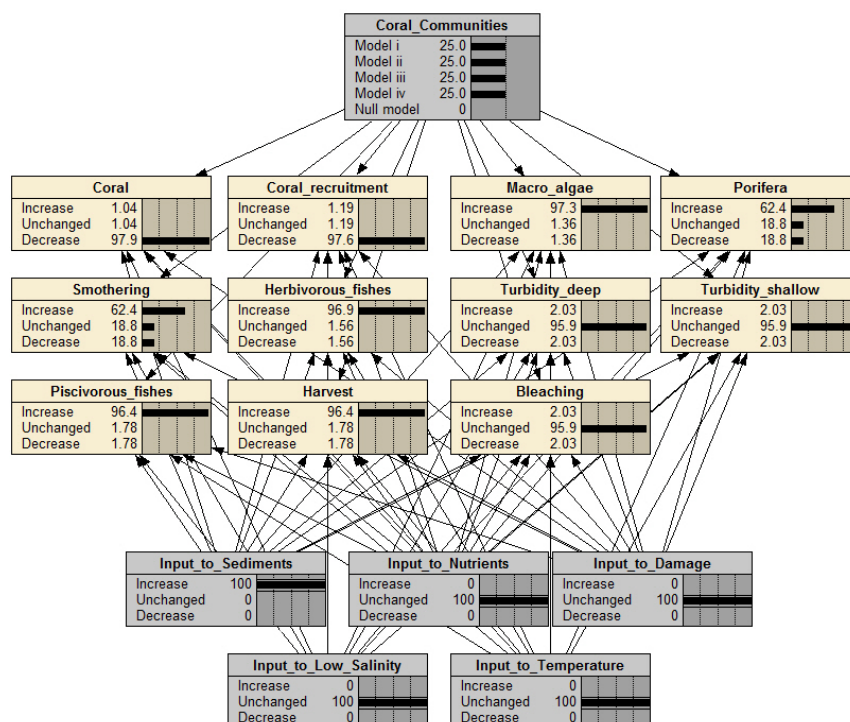 Coral_Communities
Model i 25.0
Model ii 25.0
Model iii 25.0
Model iv 25.0
Null model 0
Coral
Increase 1.04
Unchanged 1.04
Decrease 97.9
Coral_recruitment
Increase 1.19
Unchanged 1.19
Decrease 97.6
Macro_algae
Increase 97.3
Unchanged 1.36
Decrease 1.36
Porifera
Increase 62.4
Unchanged 18.8
Decrease 18.8
Smothering
Increase 62.4
Unchanged 18.8
Decrease 18.8
Herbivorous_fishes
Increase 96.9
Unchanged 1.56
Decrease 1.56
Turbidity_deep
Increase 2.03
Unchanged 95.9
Decrease 2.03
Turbidity_shallow
Increase 2.03
Unchanged 95.9
Decrease 2.03
Piscivorous_fishes
Increase 96.4
Unchanged 1.78
Decrease 1.78
Harvest
Increase 96.4
Unchanged 1.78
Decrease 1.78
Bleaching
Increase 2.03
Unchanged 95.9
Decrease 2.03
Input_to_Sediments
Increase 100
Unchanged 0
Decrease 0
Input_to_Nutrients
Increase 0
Unchanged 100
Decrease 0
Input_to_Damage
Increase 0
Unchanged 100
Decrease 0
Input_to_Low_Salinity
Increase 0
Unchanged 100
Decrease 0
Input_to_Temperature
Increase 0
Unchanged 100
Decrease 0